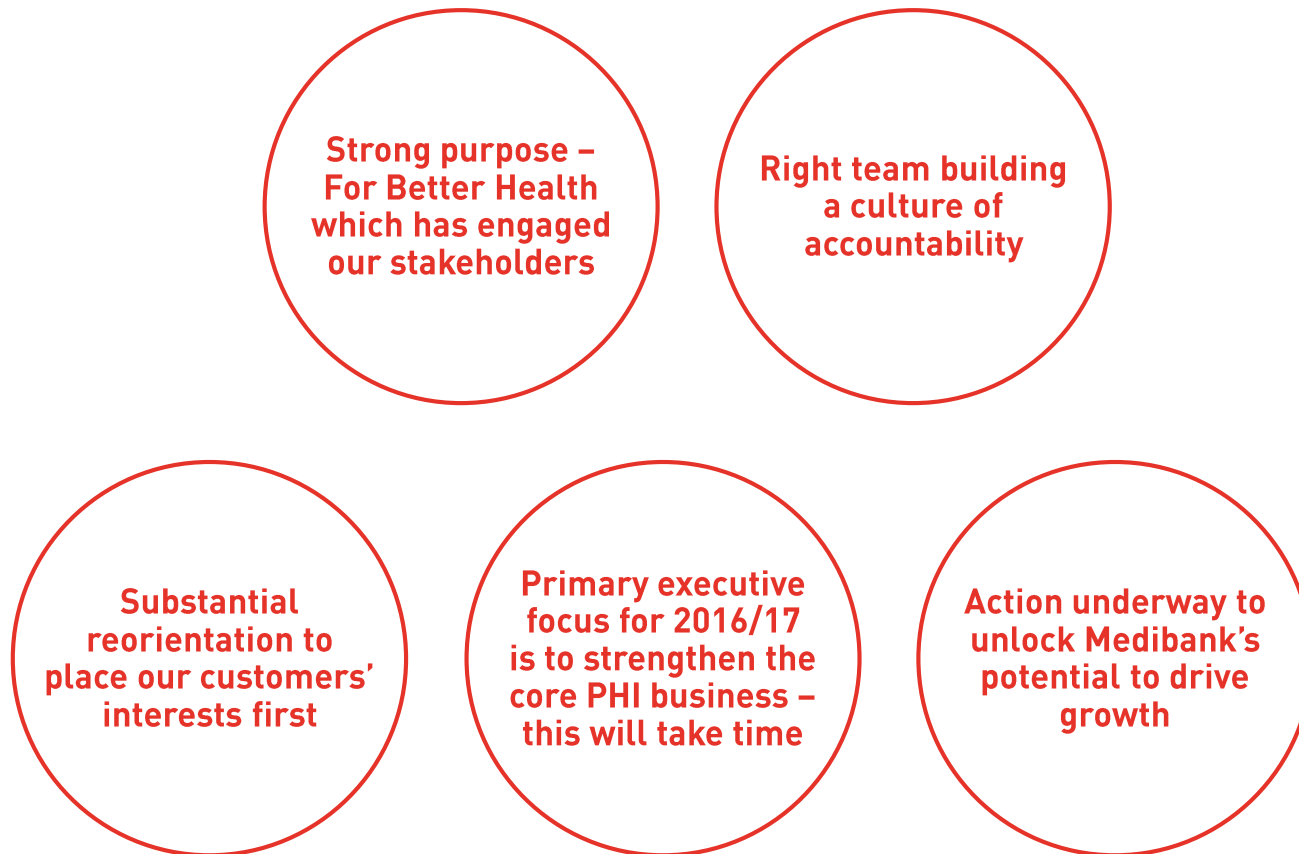 Strong purpose –
For Better Health
which has engaged
our stakeholders
Right team building
a culture of
accountability
Substantial
reorientation to
place our customers’
interests first
Primary executive
focus for 2016/17
is to strengthen the
core PHI business –
this will take time
Action underway to
unlock Medibank’s
potential to drive
growth